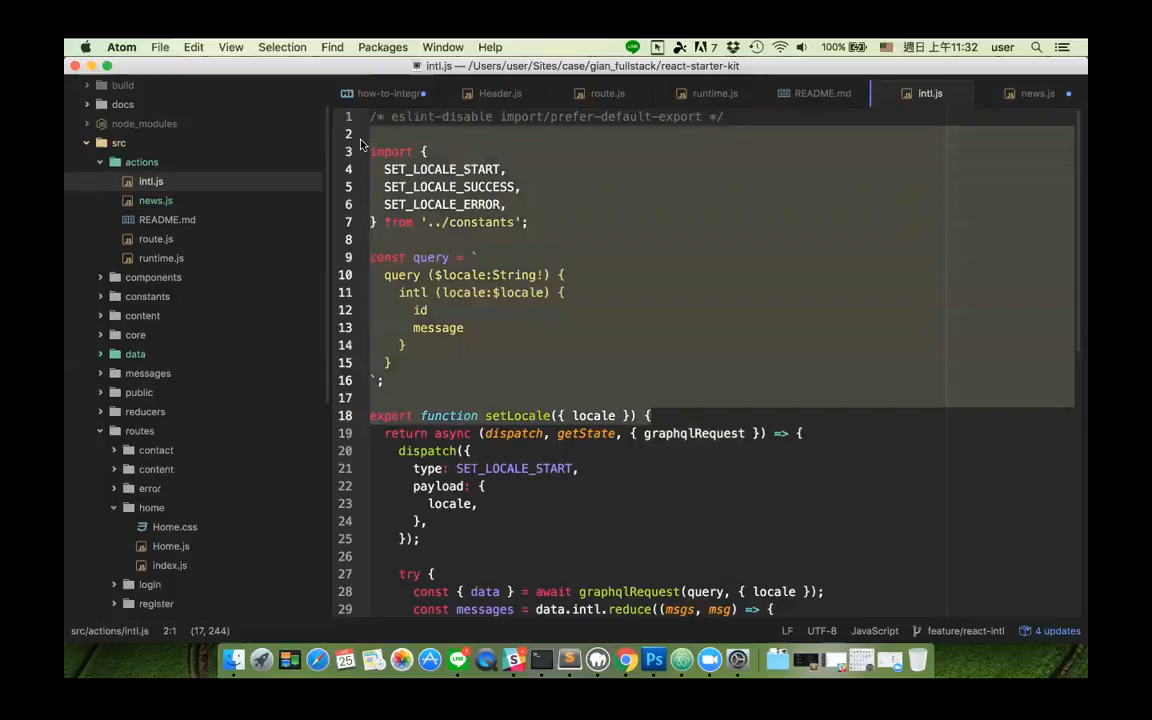 Atom File Edit View Selection Find Packages Window Help 7 100% 週日 上午11:32 user
intl.js — /Users/user/Sites/case/gian_fullstack/react-starter-kit
how-to-integr Header.js route.js runtime.js README.md intl.js news.js
build
docs
node_modules
src
actions
intl.js
news.js
README.md
route.js
runtime.js
components
constants
content
core
data
messages
public
reducers
routes
contact
content
error
home
Home.css
Home.js
index.js
login
register
1 /* eslint-disable import/prefer-default-export */
2
3 import {
4 SET_LOCALE_START,
5 SET_LOCALE_SUCCESS,
6 SET_LOCALE_ERROR,
7 } from '../constants';
8
9 const query = `
10 query ($locale:String!) {
11 intl (locale:$locale) {
12 id
13 message
14 }
15 }
16 `;
17
18 export function setLocale({ locale }) {
19 return async (dispatch, getState, { graphqlRequest }) => {
20 dispatch({
21 type: SET_LOCALE_START,
22 payload: {
23 locale,
24 },
25 });
26
27 try {
28 const { data } = await graphqlRequest(query, { locale });
29 const messages = data.intl.reduce((msgs, msg) => {
src/actions/intl.js 2:1 (17, 244) LF UTF-8 JavaScript feature/react-intl 4 updates
25
Ps